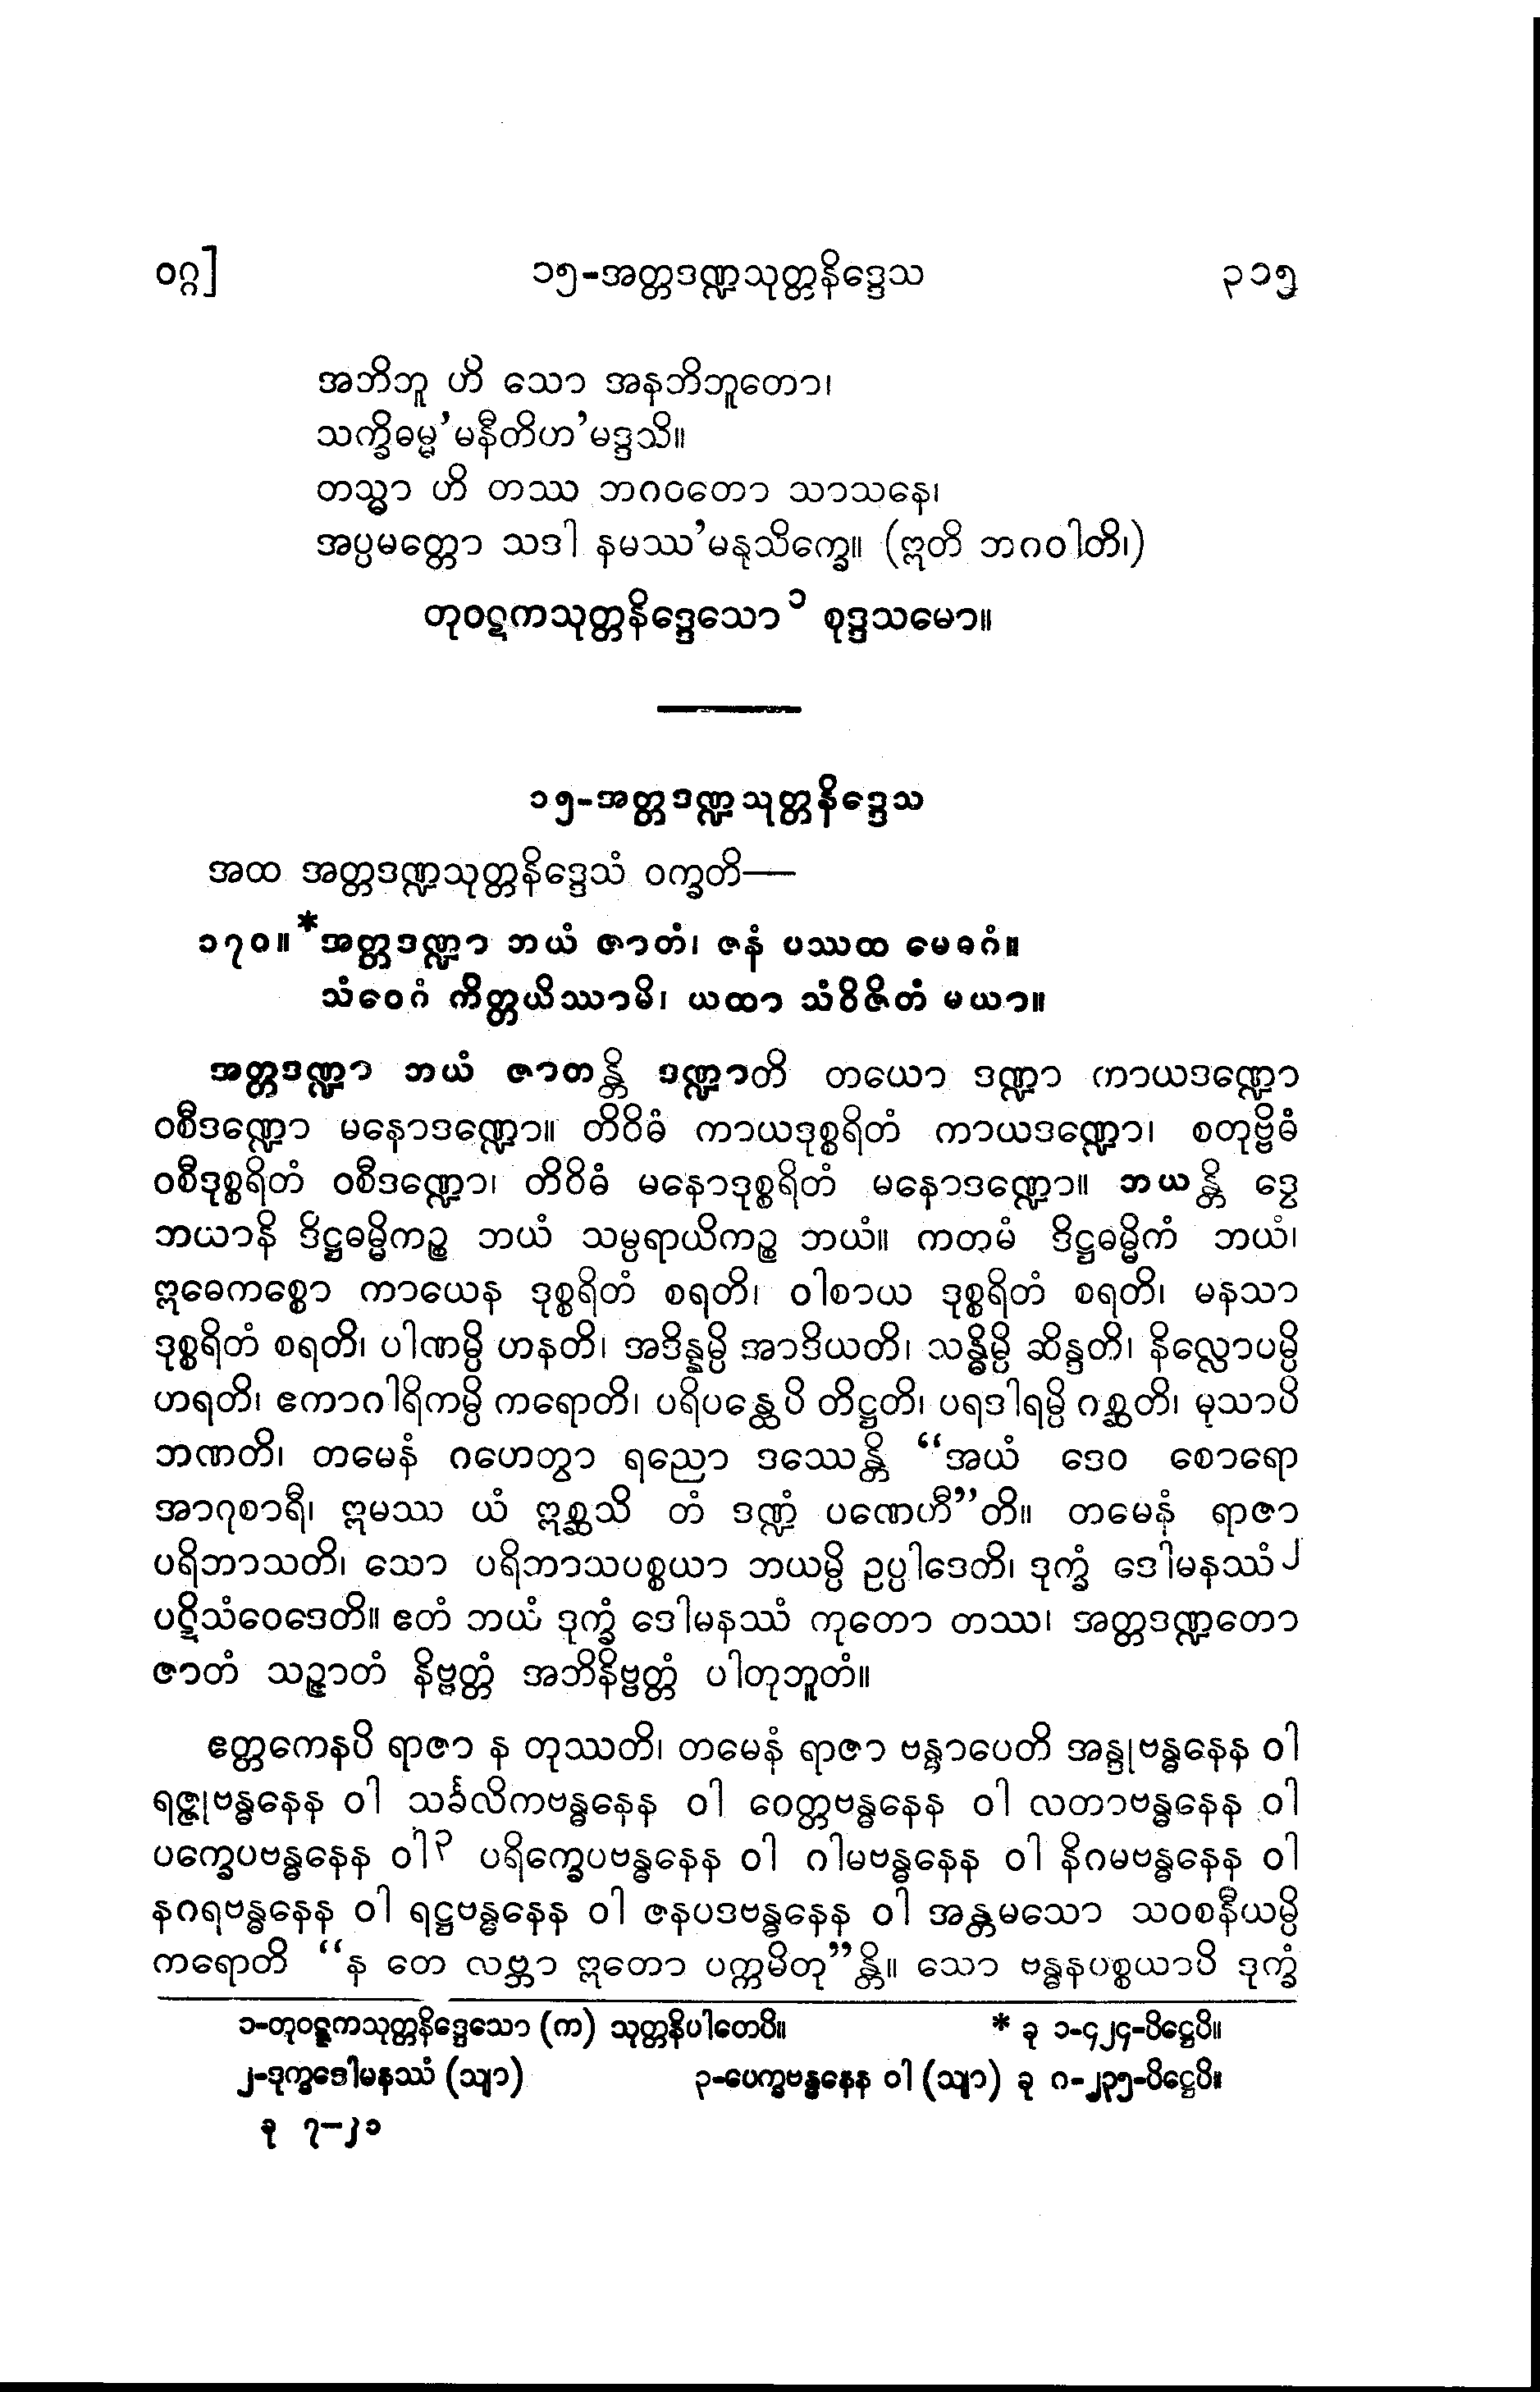 ဝဂ္ဂ] ၁၅-အတ္တဒဏ္ဍသုတ္တနိဒ္ဒေသ ၃၁၅
အဘိဘူ ဟိ သော အနဘိဘူတော၊
သက္ခိဓမ္မ’မနီတိဟ’မဒ္ဒသိ။
တသ္မာ ဟိ တဿ ဘဂဝတော သာသနေ၊
အပ္ပမတ္တော သဒါ နမဿ’မနုသိက္ခေ။ (ဣတိ ဘဂဝါတိ၊)
တုဝဋကသုတ္တနိဒ္ဒေသော ၁ စုဒ္ဒသမော။
၁၅-အတ္တဒဏ္ဍသုတ္တနိဒ္ဒေသ
အထ အတ္တဒဏ္ဍသုတ္တနိဒ္ဒေသံ ဝက္ခတိ—
၁၇၀။ *အတ္တဒဏ္ဍာ ဘယံ ဇာတံ၊ ဇနံ ပဿထ မေဓဂံ။
သံဝေဂံ ကိတ္တယိဿာမိ၊ ယထာ သံဝိဇိတံ မယာ။
အတ္တဒဏ္ဍာ ဘယံ ဇာတန္တိ ဒဏ္ဍာတိ တယော ဒဏ္ဍာ ကာယဒဏ္ဍော
ဝစီဒဏ္ဍော မနောဒဏ္ဍော။ တိဝိဓံ ကာယဒုစ္စရိတံ ကာယဒဏ္ဍော၊ စတုဗ္ဗိဓံ
ဝစီဒုစ္စရိတံ ဝစီဒဏ္ဍော၊ တိဝိဓံ မနောဒုစ္စရိတံ မနောဒဏ္ဍော။ ဘယန္တိ ဒွေ
ဘယာနိ ဒိဋ္ဌဓမ္မိကဉ္စ ဘယံ သမ္ပရာယိကဉ္စ ဘယံ။ ကတမံ ဒိဋ္ဌဓမ္မိကံ ဘယံ၊
ဣဓေကစ္စော ကာယေန ဒုစ္စရိတံ စရတိ၊ ဝါစာယ ဒုစ္စရိတံ စရတိ၊ မနသာ
ဒုစ္စရိတံ စရတိ၊ ပါဏမ္ပိ ဟနတိ၊ အဒိန္နမ္ပိ အာဒိယတိ၊ သန္ဓိမ္ပိ ဆိန္ဒတိ၊ နိလ္လောပမ္ပိ
ဟရတိ၊ ဧကာဂါရိကမ္ပိ ကရောတိ၊ ပရိပန္ထေပိ တိဋ္ဌတိ၊ ပရဒါရမ္ပိ ဂစ္ဆတိ၊ မုသာပိ
ဘဏတိ၊ တမေနံ ဂဟေတွာ ရညော ဒဿေန္တိ “အယံ ဒေဝ စောရော
အာဂုစာရီ၊ ဣမဿ ယံ ဣစ္ဆသိ တံ ဒဏ္ဍံ ပဏေဟီ”တိ။ တမေနံ ရာဇာ
ပရိဘာသတိ၊ သော ပရိဘာသပစ္စယာ ဘယမ္ပိ ဥပ္ပါဒေတိ၊ ဒုက္ခံ ဒေါမနဿံ ၂
ပဋိသံဝေဒေတိ။ ဧတံ ဘယံ ဒုက္ခံ ဒေါမနဿံ ကုတော တဿ၊ အတ္တဒဏ္ဍတော
ဇာတံ သဉ္ဇာတံ နိဗ္ဗတ္တံ အဘိနိဗ္ဗတ္တံ ပါတုဘူတံ။
ဧတ္တကေနပိ ရာဇာ န တုဿတိ၊ တမေနံ ရာဇာ ဗန္ဓာပေတိ အန္ဒုဗန္ဓနေန ဝါ
ရဇ္ဇုဗန္ဓနေန ဝါ သင်္ခလိကဗန္ဓနေန ဝါ ဝေတ္တဗန္ဓနေန ဝါ လတာဗန္ဓနေန ဝါ
ပက္ခေပဗန္ဓနေန ဝါ ၃ ပရိက္ခေပဗန္ဓနေန ဝါ ဂါမဗန္ဓနေန ဝါ နိဂမဗန္ဓနေန ဝါ
နဂရဗန္ဓနေန ဝါ ရဋ္ဌဗန္ဓနေန ဝါ ဇနပဒဗန္ဓနေန ဝါ အန္တမသော သဝစနီယမ္ပိ
ကရောတိ “န တေ လဗ္ဘာ ဣတော ပက္ကမိတု”န္တိ။ သော ဗန္ဓနပစ္စယာပိ ဒုက္ခံ
၁-တုဝဋ္ဋကသုတ္တနိဒ္ဒေသော (က) သုတ္တနိပါတေပိ။ * ခု ၁-၄၂၄-ပိဋ္ဌေပိ။
၂-ဒုက္ခဒေါမနဿံ (သျာ) ၃-ပေက္ခဗန္ဓနေန ဝါ (သျာ) ခု ဂ-၂၃၅-ပိဋ္ဌေပိ။
ခု ၇—၂၁